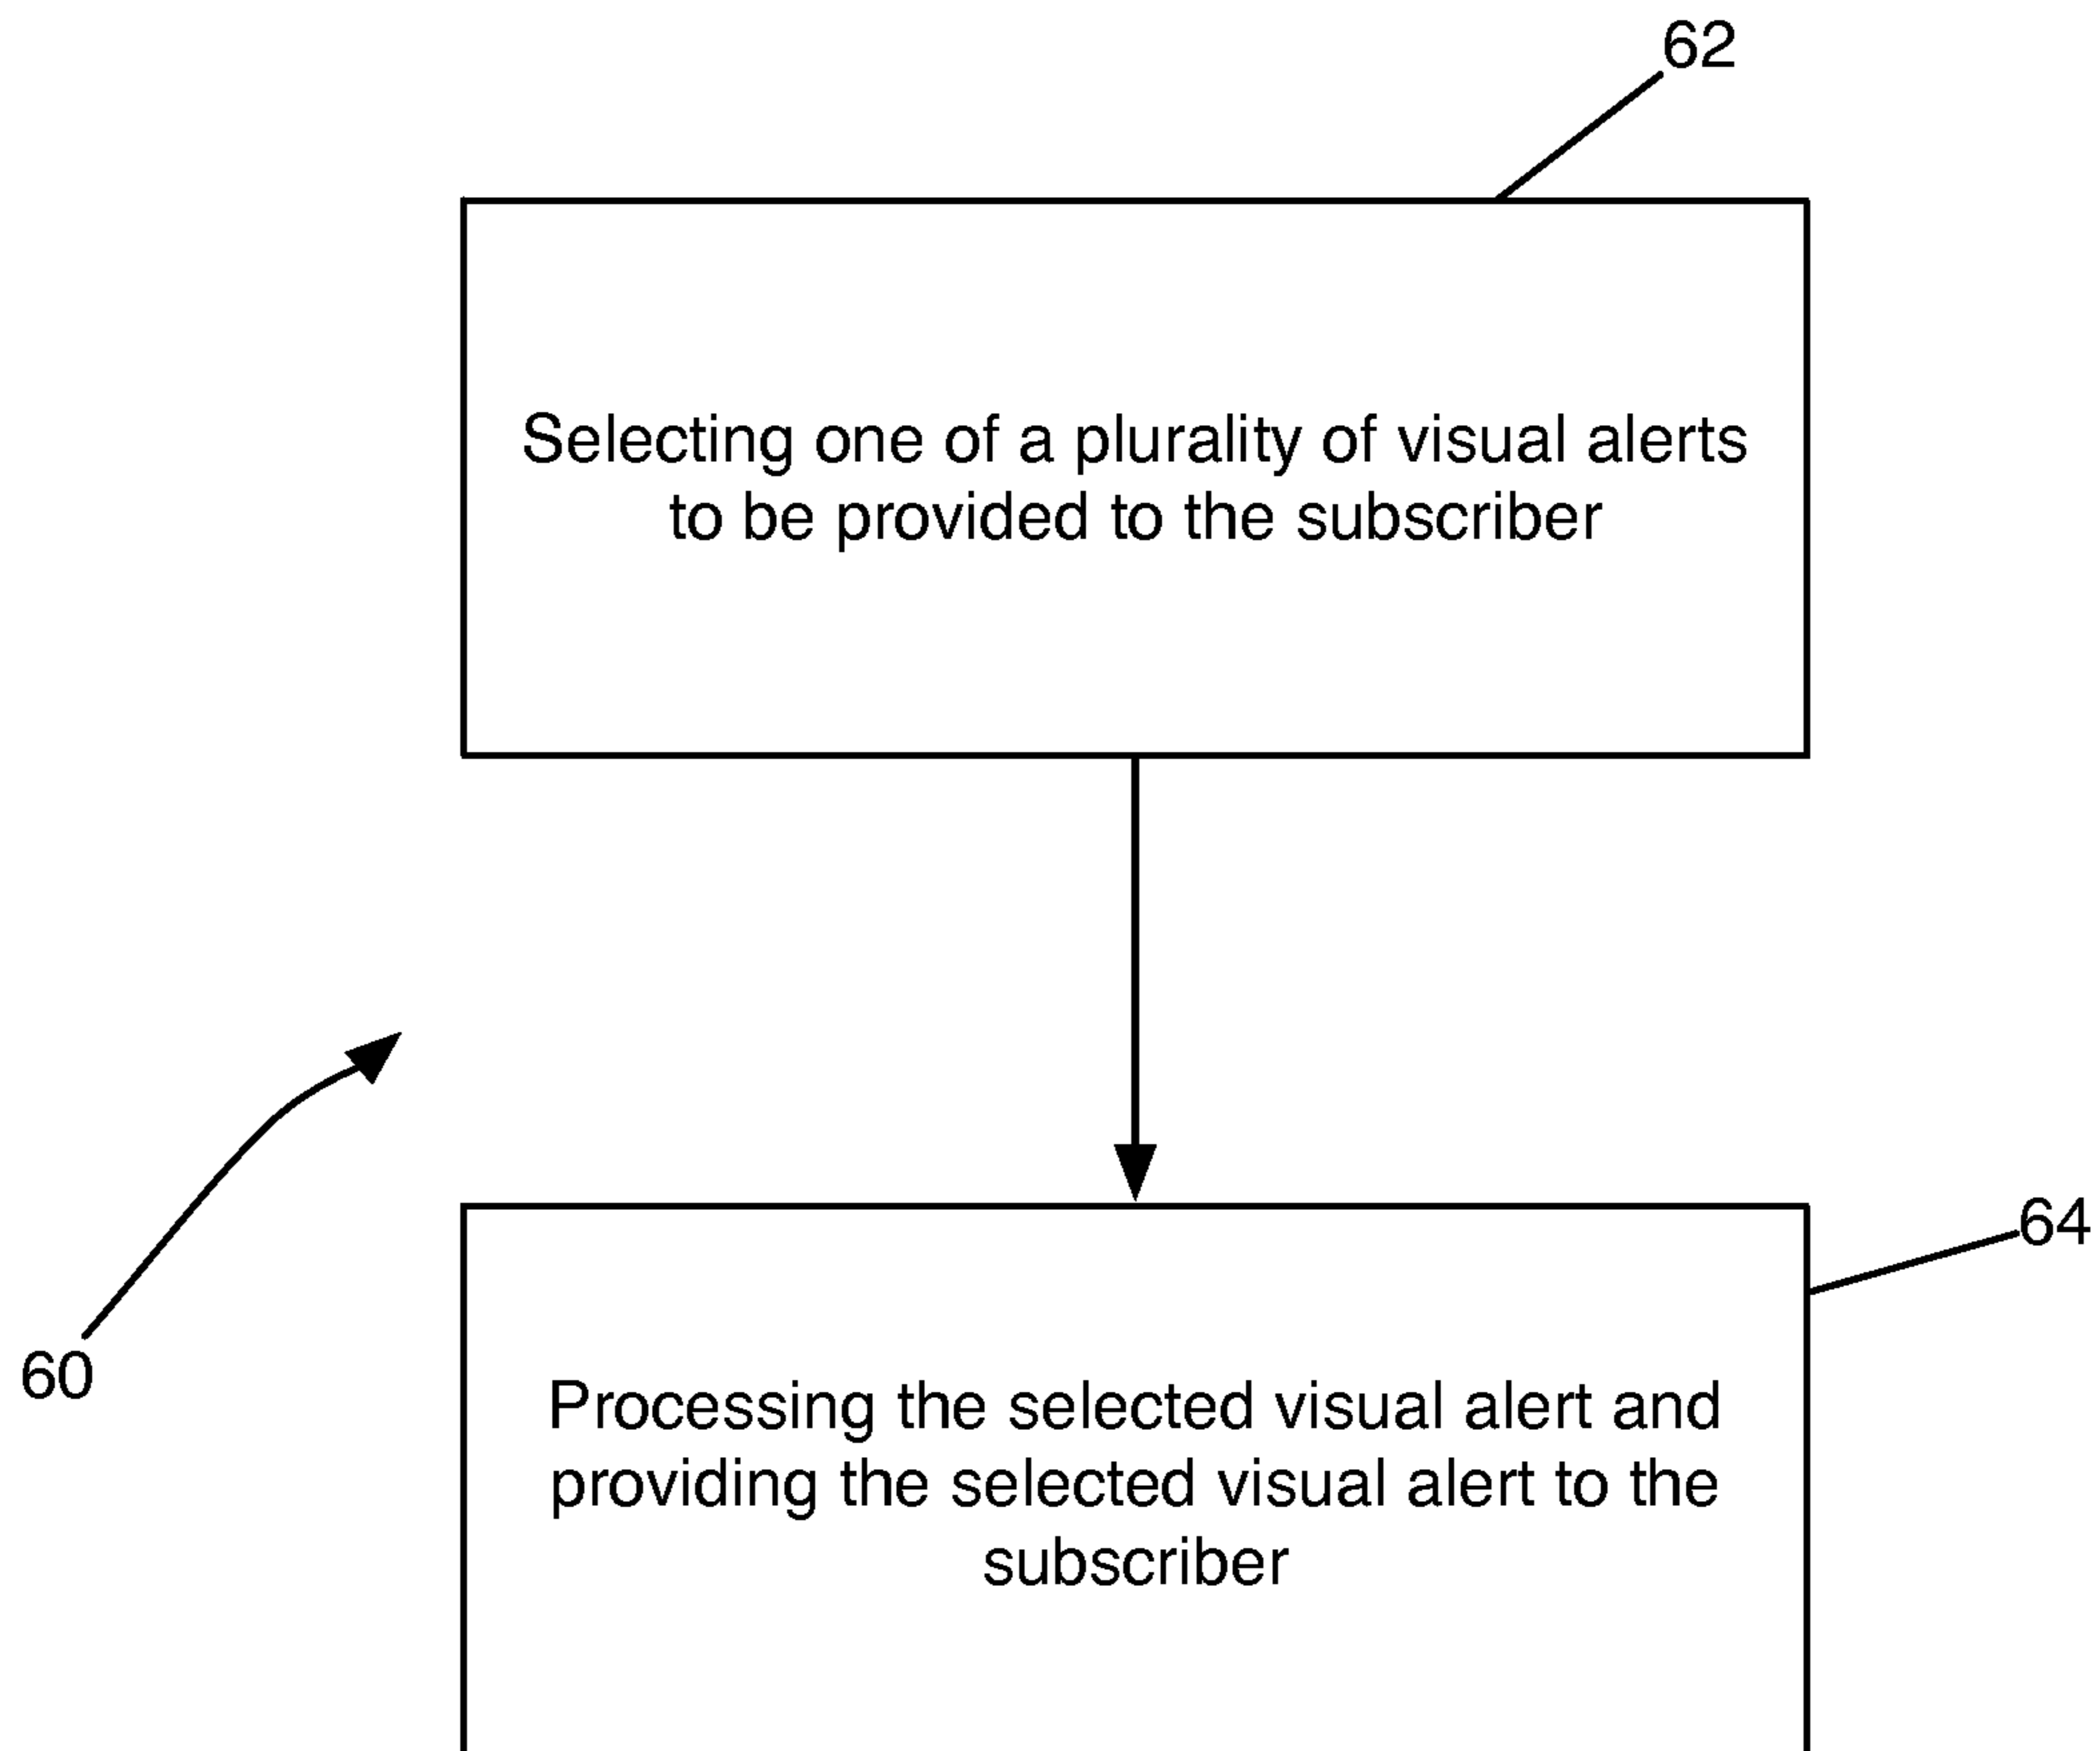 62
Selecting one of a plurality of visual alerts
to be provided to the subscriber
64
60
Processing the selected visual alert and
providing the selected visual alert to the
subscriber